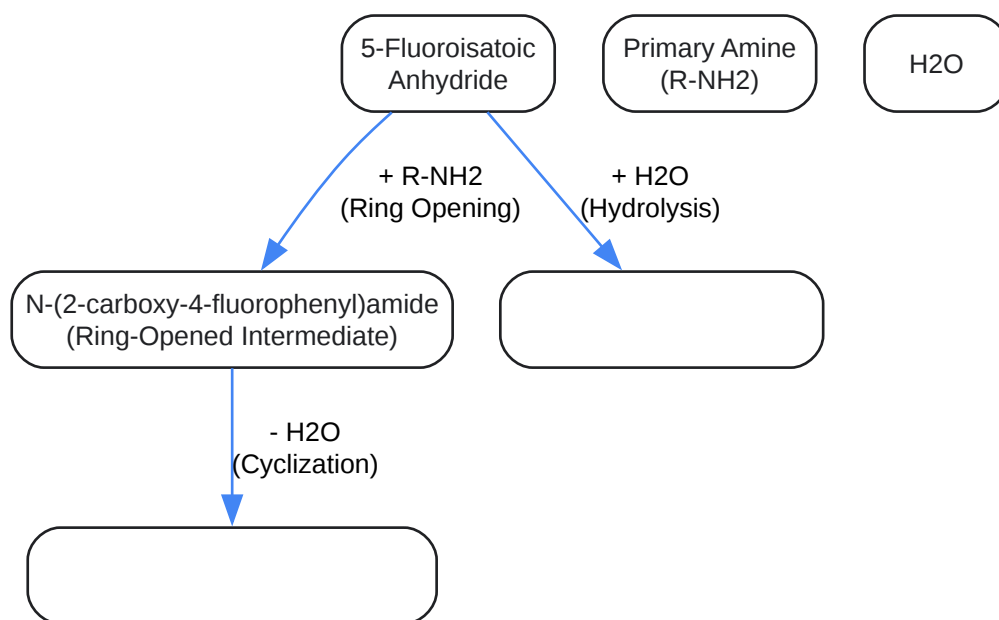 5-Fluoroisatoic
Anhydride
Primary Amine
(R-NH2)
H2O
+ R-NH2
(Ring Opening)
+ H2O
(Hydrolysis)
N-(2-carboxy-4-fluorophenyl)amide
(Ring-Opened Intermediate)
- H2O
(Cyclization)